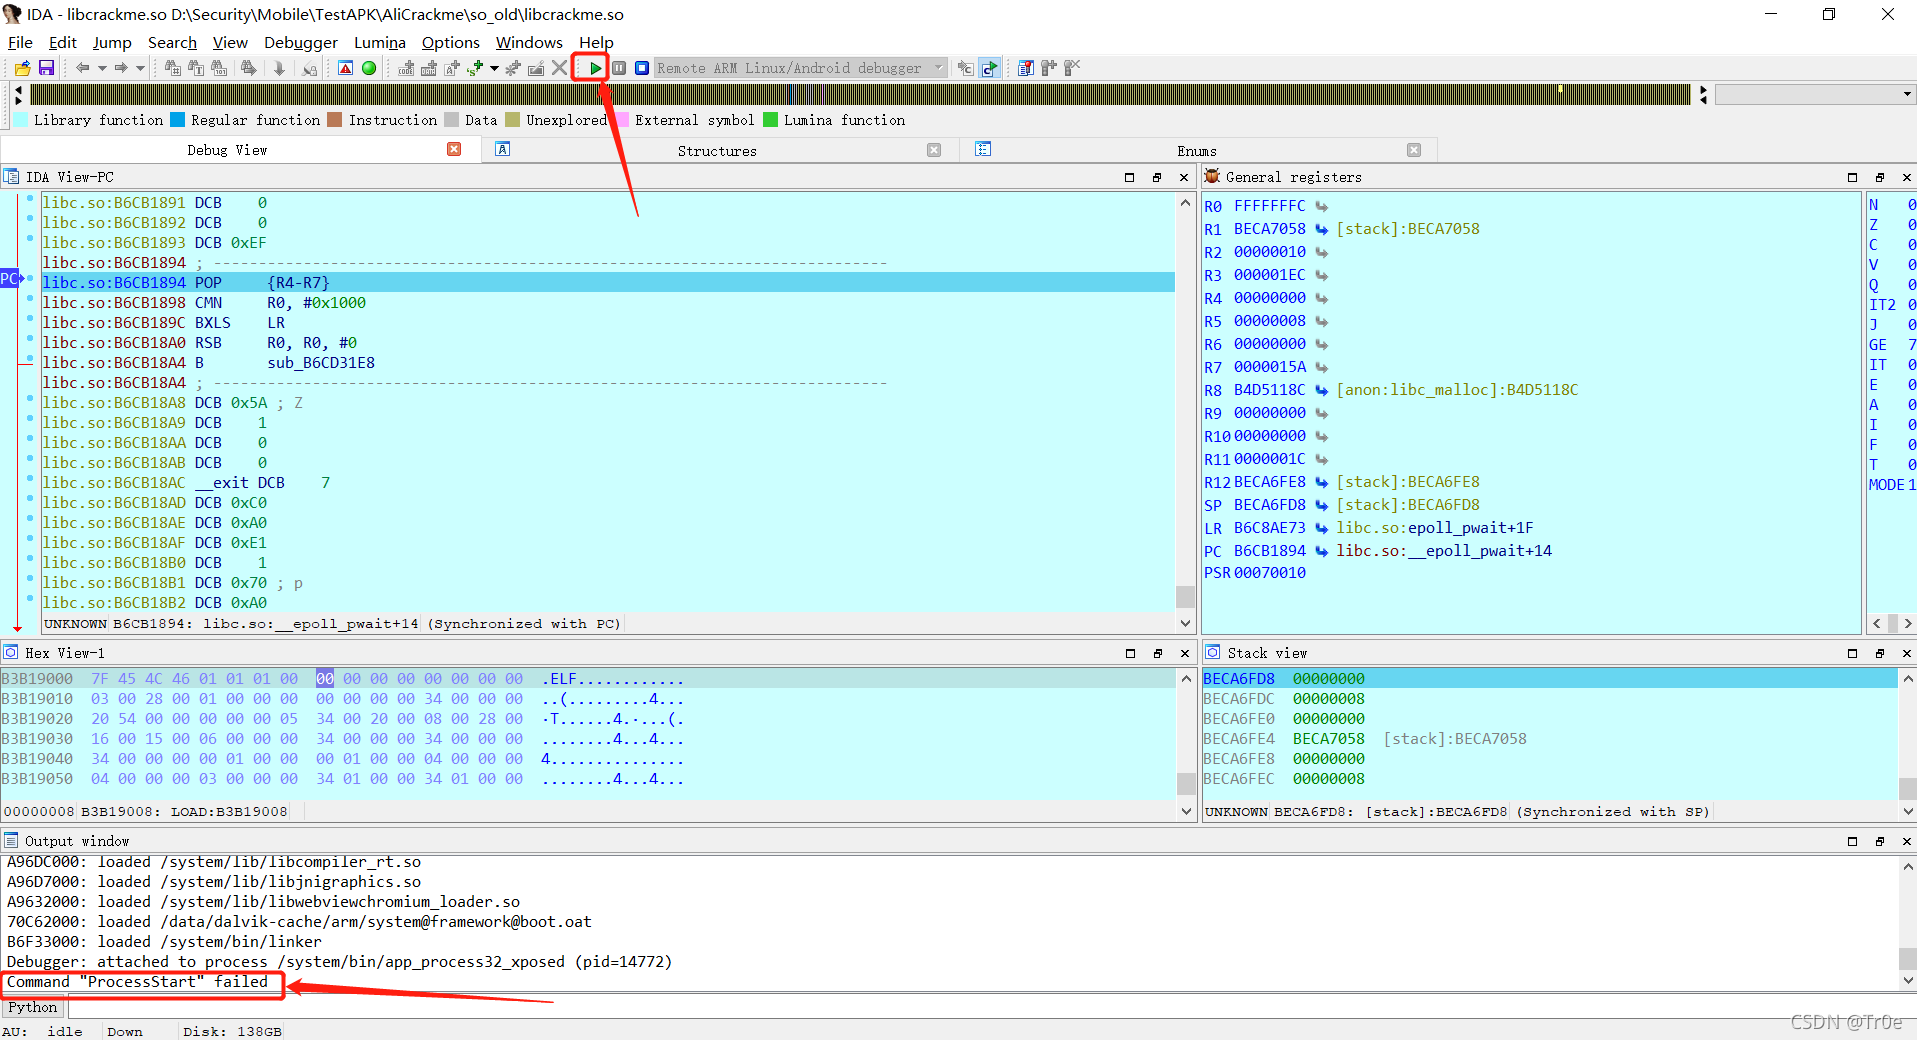 IDA - libcrackme.so D:\Security\Mobile\TestAPK\AliCrackme\so_old\libcrackme.so
File Edit Jump Search View Debugger Lumina Options Windows Help
Remote ARM Linux/Android debugger
Library function Regular function Instruction Data Unexplored External symbol Lumina function
Debug View Structures Enums
IDA View-PC
libc.so:B6CB1891 DCB 0
libc.so:B6CB1892 DCB 0
libc.so:B6CB1893 DCB 0xEF
libc.so:B6CB1894 ; ---------------------------------------------------------------------------
PC
libc.so:B6CB1894 POP {R4-R7}
libc.so:B6CB1898 CMN R0, #0x1000
libc.so:B6CB189C BXLS LR
libc.so:B6CB18A0 RSB R0, R0, #0
libc.so:B6CB18A4 B sub_B6CD31E8
libc.so:B6CB18A4 ; ---------------------------------------------------------------------------
libc.so:B6CB18A8 DCB 0x5A ; Z
libc.so:B6CB18A9 DCB 1
libc.so:B6CB18AA DCB 0
libc.so:B6CB18AB DCB 0
libc.so:B6CB18AC __exit DCB 7
libc.so:B6CB18AD DCB 0xC0
libc.so:B6CB18AE DCB 0xA0
libc.so:B6CB18AF DCB 0xE1
libc.so:B6CB18B0 DCB 1
libc.so:B6CB18B1 DCB 0x70 ; p
libc.so:B6CB18B2 DCB 0xA0
UNKNOWN B6CB1894: libc.so:__epoll_pwait+14 (Synchronized with PC)
General registers
R0 FFFFFFFC
R1 BECA7058 [stack]:BECA7058
R2 00000010
R3 000001EC
R4 00000000
R5 00000008
R6 00000000
R7 0000015A
R8 B4D5118C [anon:libc_malloc]:B4D5118C
R9 00000000
R10 00000000
R11 0000001C
R12 BECA6FE8 [stack]:BECA6FE8
SP BECA6FD8 [stack]:BECA6FD8
LR B6C8AE73 libc.so:epoll_pwait+1F
PC B6CB1894 libc.so:__epoll_pwait+14
PSR 00070010
N 0
Z 0
C 0
V 0
Q 0
IT2 0
J 0
GE 7
IT 0
E 0
A 0
I 0
F 0
T 0
MODE 1
Hex View-1
B3B19000 7F 45 4C 46 01 01 01 00 00 00 00 00 00 00 00 00 .ELF............
B3B19010 03 00 28 00 01 00 00 00 00 00 00 00 34 00 00 00 ..(.........4...
B3B19020 20 54 00 00 00 00 00 05 34 00 20 00 08 00 28 00 ·T......4.·...(.
B3B19030 16 00 15 00 06 00 00 00 34 00 00 00 34 00 00 00 ........4...4...
B3B19040 34 00 00 00 00 01 00 00 00 01 00 00 04 00 00 00 4...............
B3B19050 04 00 00 00 03 00 00 00 34 01 00 00 34 01 00 00 ........4...4...
00000008 B3B19008: LOAD:B3B19008
Stack view
BECA6FD8 00000000
BECA6FDC 00000008
BECA6FE0 00000000
BECA6FE4 BECA7058 [stack]:BECA7058
BECA6FE8 00000000
BECA6FEC 00000008
UNKNOWN BECA6FD8: [stack]:BECA6FD8 (Synchronized with SP)
Output window
A96DC000: loaded /system/lib/libcompiler_rt.so
A96D7000: loaded /system/lib/libjnigraphics.so
A9632000: loaded /system/lib/libwebviewchromium_loader.so
70C62000: loaded /data/dalvik-cache/arm/system@framework@boot.oat
B6F33000: loaded /system/bin/linker
Debugger: attached to process /system/bin/app_process32_xposed (pid=14772)
Command "ProcessStart" failed
Python
AU: idle Down Disk: 138GB
CSDN @Tr0e